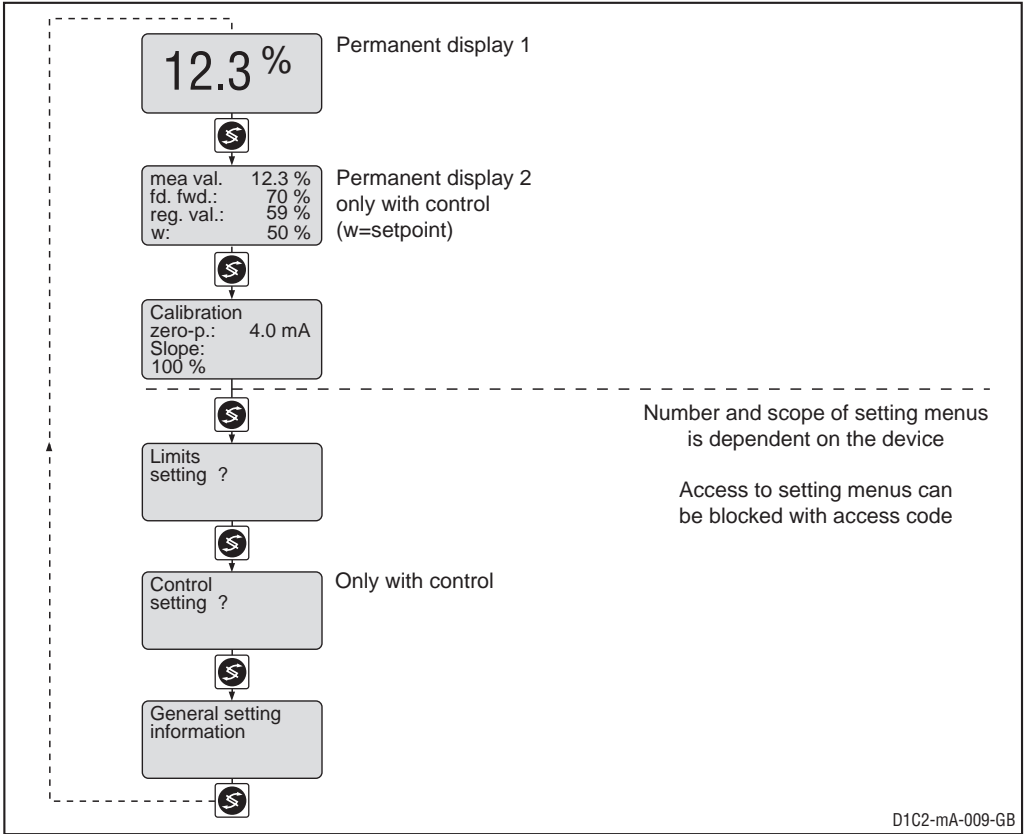 12.3 %
Permanent display 1
mea val. 12.3 %
fd. fwd.: 70 %
reg. val.: 59 %
w: 50 %
Permanent display 2
only with control
(w=setpoint)
Calibration
zero-p.: 4.0 mA
Slope:
100 %
Number and scope of setting menus
is dependent on the device
Access to setting menus can
be blocked with access code
Limits
setting ?
Control
setting ?
Only with control
General setting
information
D1C2-mA-009-GB